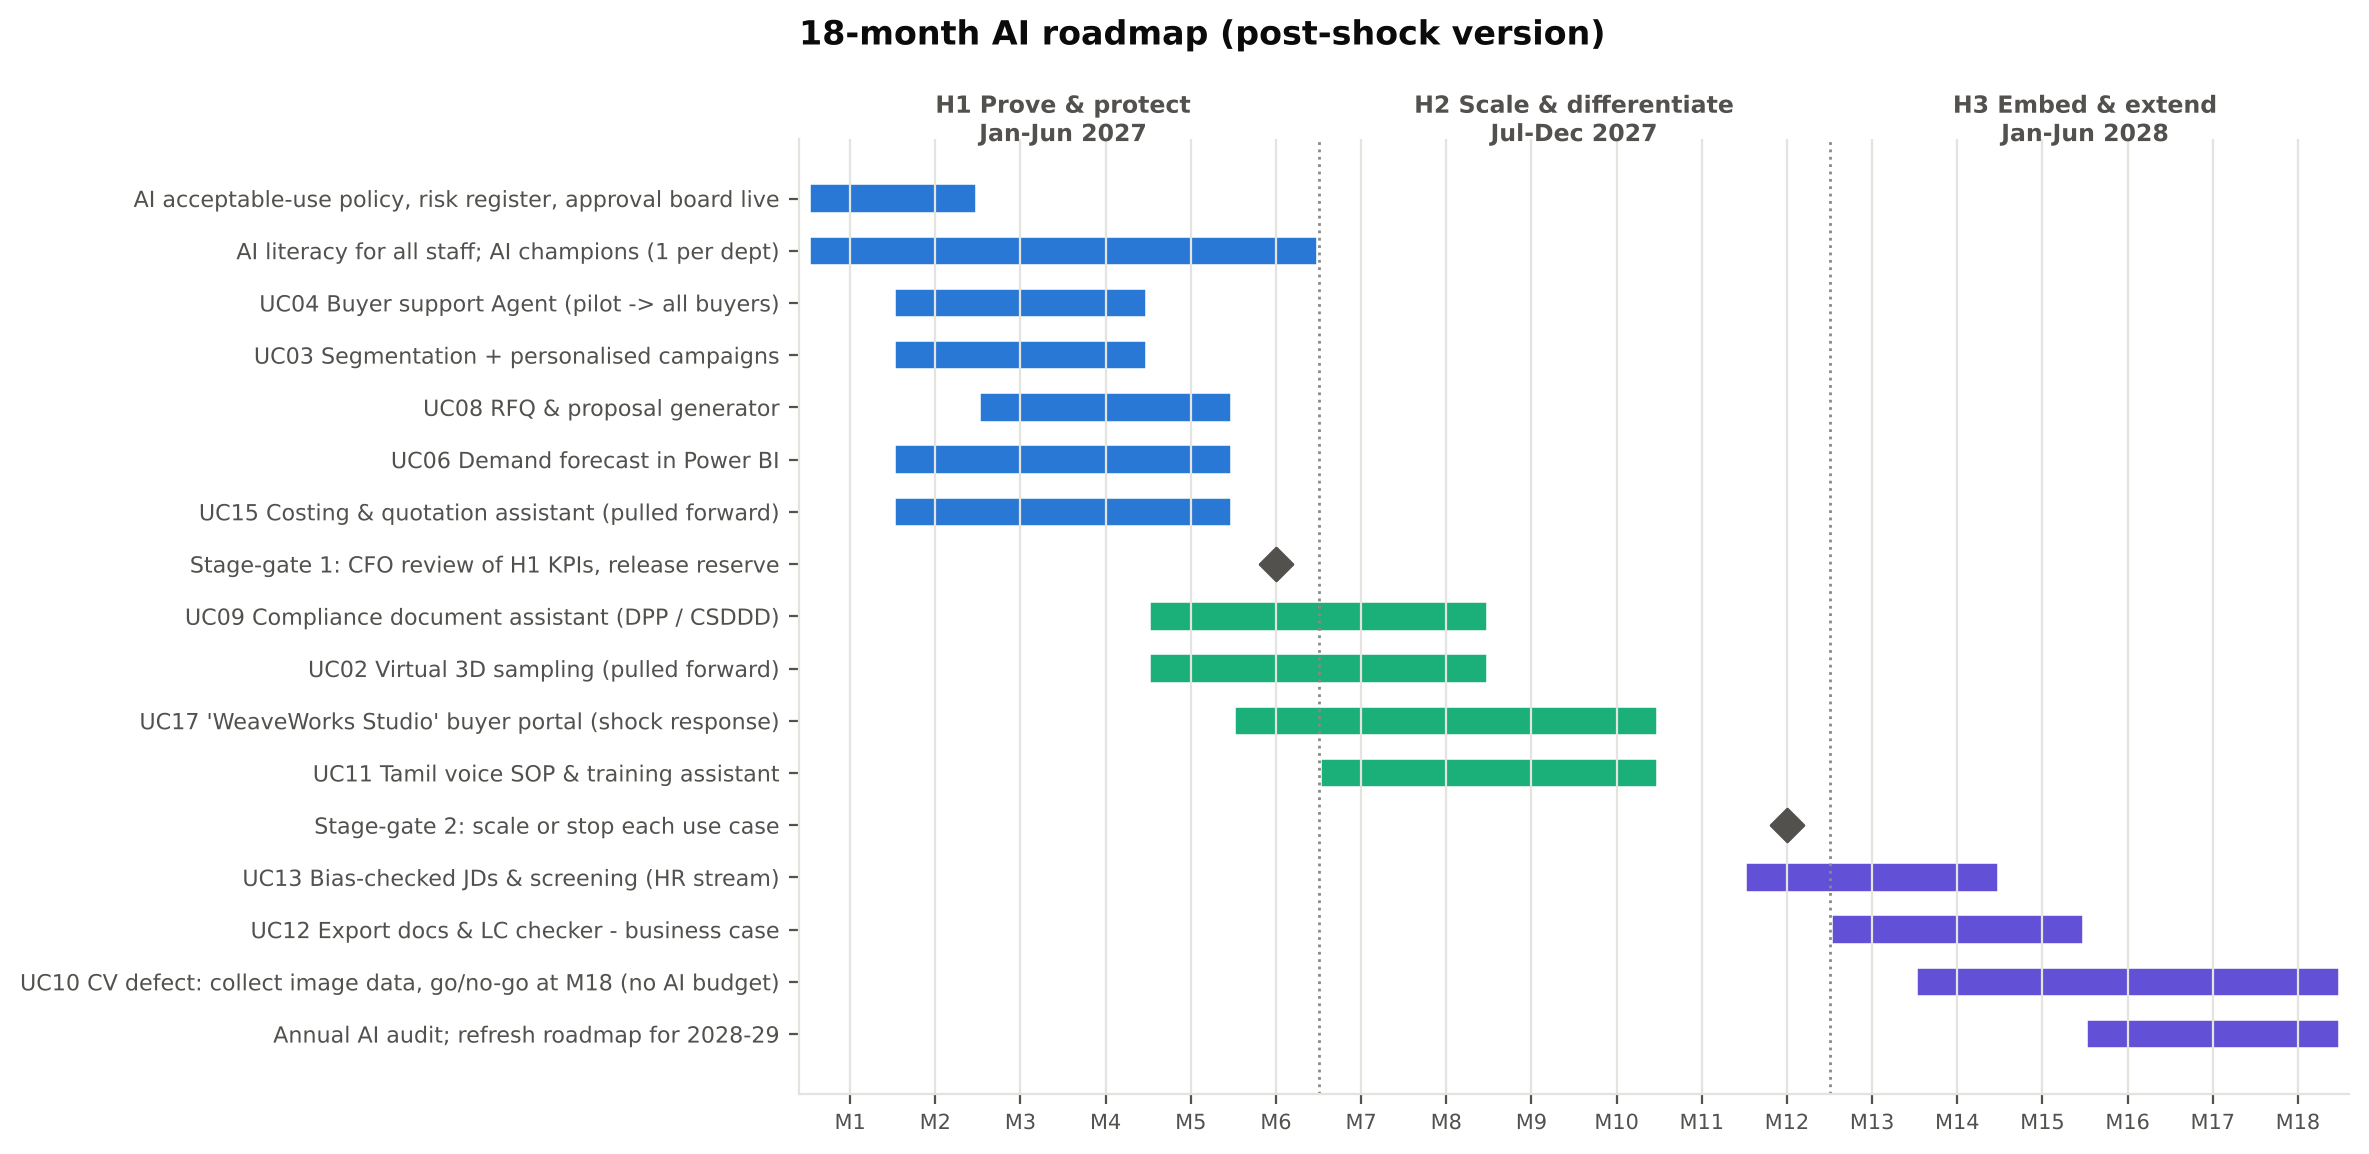 18-month AI roadmap (post-shock version)
H1 Prove & protect
Jan-Jun 2027
H2 Scale & differentiate
Jul-Dec 2027
H3 Embed & extend
Jan-Jun 2028
AI acceptable-use policy, risk register, approval board live
AI literacy for all staff; AI champions (1 per dept)
UC04 Buyer support Agent (pilot -> all buyers)
UC03 Segmentation + personalised campaigns
UC08 RFQ & proposal generator
UC06 Demand forecast in Power BI
UC15 Costing & quotation assistant (pulled forward)
Stage-gate 1: CFO review of H1 KPIs, release reserve
UC09 Compliance document assistant (DPP / CSDDD)
UC02 Virtual 3D sampling (pulled forward)
UC17 'WeaveWorks Studio' buyer portal (shock response)
UC11 Tamil voice SOP & training assistant
Stage-gate 2: scale or stop each use case
UC13 Bias-checked JDs & screening (HR stream)
UC12 Export docs & LC checker - business case
UC10 CV defect: collect image data, go/no-go at M18 (no AI budget)
Annual AI audit; refresh roadmap for 2028-29
M1 M2 M3 M4 M5 M6 M7 M8 M9 M10 M11 M12 M13 M14 M15 M16 M17 M18